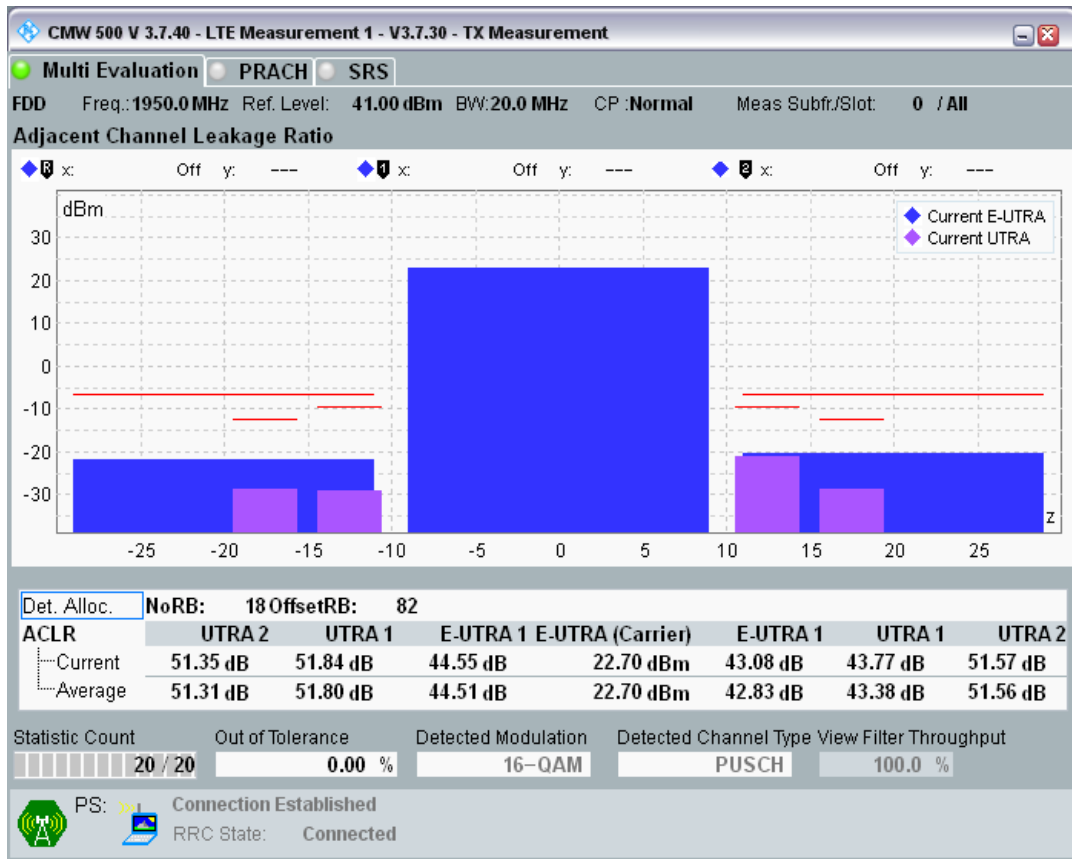 CMW 500 V 3.7.40 - LTE Measurement 1 - V3.7.30 - TX Measurement
Multi Evaluation PRACH SRS
FDD Freq.: 1950.0 MHz Ref. Level: 41.00 dBm BW: 20.0 MHz CP :Normal Meas Subfr./Slot: 0 / All
Adjacent Channel Leakage Ratio
R x: Off y: --- 1 x: Off y: --- 2 x: Off y: ---
dBm
Current E-UTRA
Current UTRA
30
20
10
0
-10
-20
-30
z
-25 -20 -15 -10 -5 0 5 10 15 20 25
Det. Alloc. NoRB: 18 OffsetRB: 82
ACLR UTRA 2 UTRA 1 E-UTRA 1 E-UTRA (Carrier) E-UTRA 1 UTRA 1 UTRA 2
Current 51.35 dB 51.84 dB 44.55 dB 22.70 dBm 43.08 dB 43.77 dB 51.57 dB
Average 51.31 dB 51.80 dB 44.51 dB 22.70 dBm 42.83 dB 43.38 dB 51.56 dB
Statistic Count Out of Tolerance Detected Modulation Detected Channel Type View Filter Throughput
20 / 20 0.00 % 16-QAM PUSCH 100.0 %
PS: Connection Established
RRC State: Connected